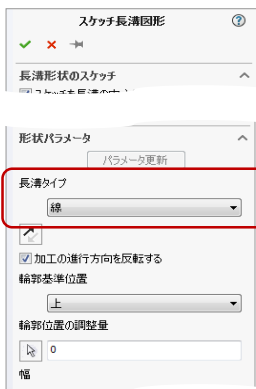 スケッチ長溝図形
長溝形状のスケッチ
形状パラメータ
パラメータ更新
長溝タイプ
線
加工の進行方向を反転する
輪郭基準位置
上
輪郭位置の調整量
0
幅